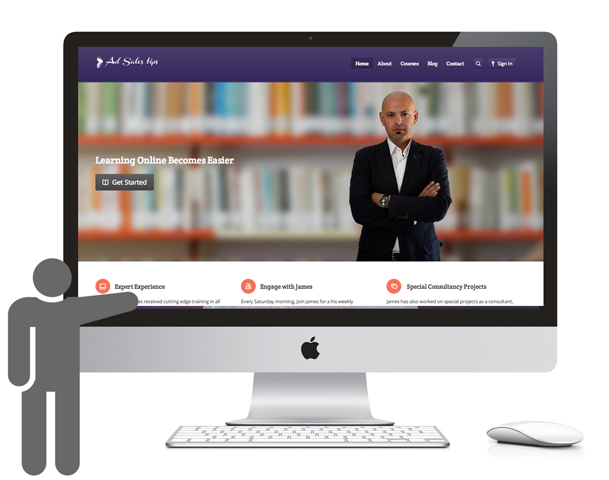 Ad Sales tips
Home About Courses Blog Contact Sign In
Learning Online Becomes Easier
Get Started
Expert Experience Engage with James Special Consultancy Projects
received cutting edge training in all Every Saturday morning, join James for a his weekly James has also worked on special projects as a consultant,